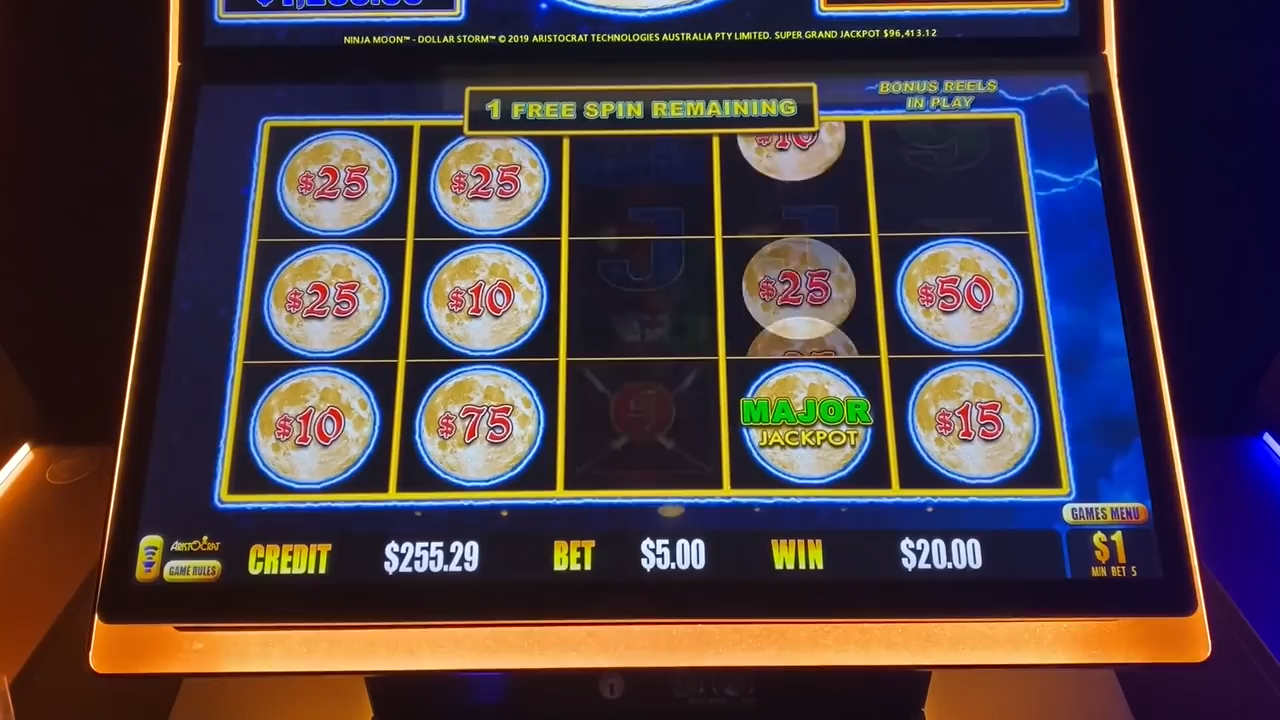 NINJA MOON™ - DOLLAR STORM™ © 2019 ARISTOCRAT TECHNOLOGIES AUSTRALIA PTY LIMITED. SUPER GRAND JACKPOT $96,413.12
BONUS REELS
IN PLAY
1 FREE SPIN REMAINING
$25 $25 $10
J
$25 $10 $25 $50
$10 $75 MAJOR $15
JACKPOT
GAMES MENU
ARISTOCRAT
GAME RULES
CREDIT $255.29 BET $5.00 WIN $20.00
$1
MIN BET 5